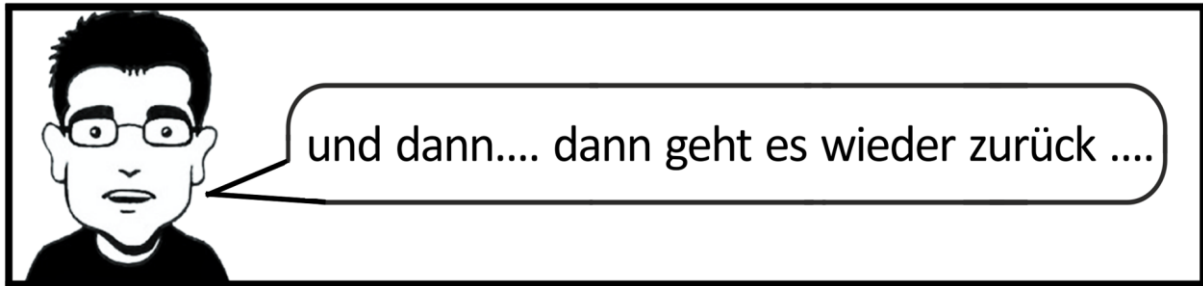 und dann.... dann geht es wieder zurück ....